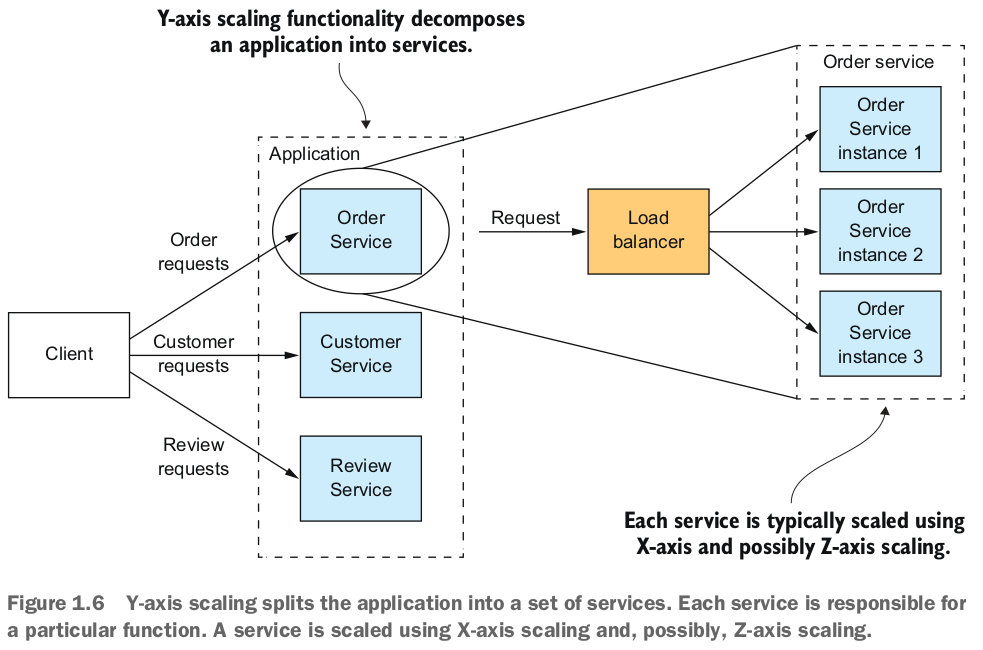 Y-axis scaling functionality decomposes
an application into services.
Application
Order
Service
Customer
Service
Review
Service
Client
Order
requests
Customer
requests
Review
requests
Request
Load
balancer
Order service
Order
Service
instance 1
Order
Service
instance 2
Order
Service
instance 3
Each service is typically scaled using
X-axis and possibly Z-axis scaling.
Figure 1.6 Y-axis scaling splits the application into a set of services. Each service is responsible for
a particular function. A service is scaled using X-axis scaling and, possibly, Z-axis scaling.